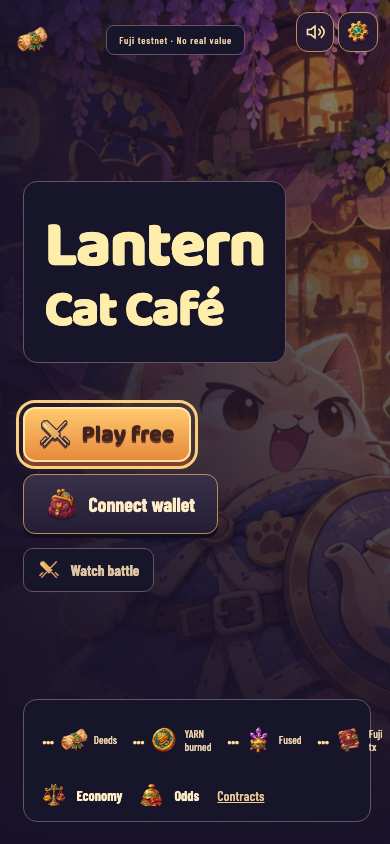 Fuji testnet · No real value
Lantern
Cat Café
Play free
Connect wallet
Watch battle
... Deeds ... YARN burned ... Fused ... Fuji tx
Economy Odds Contracts